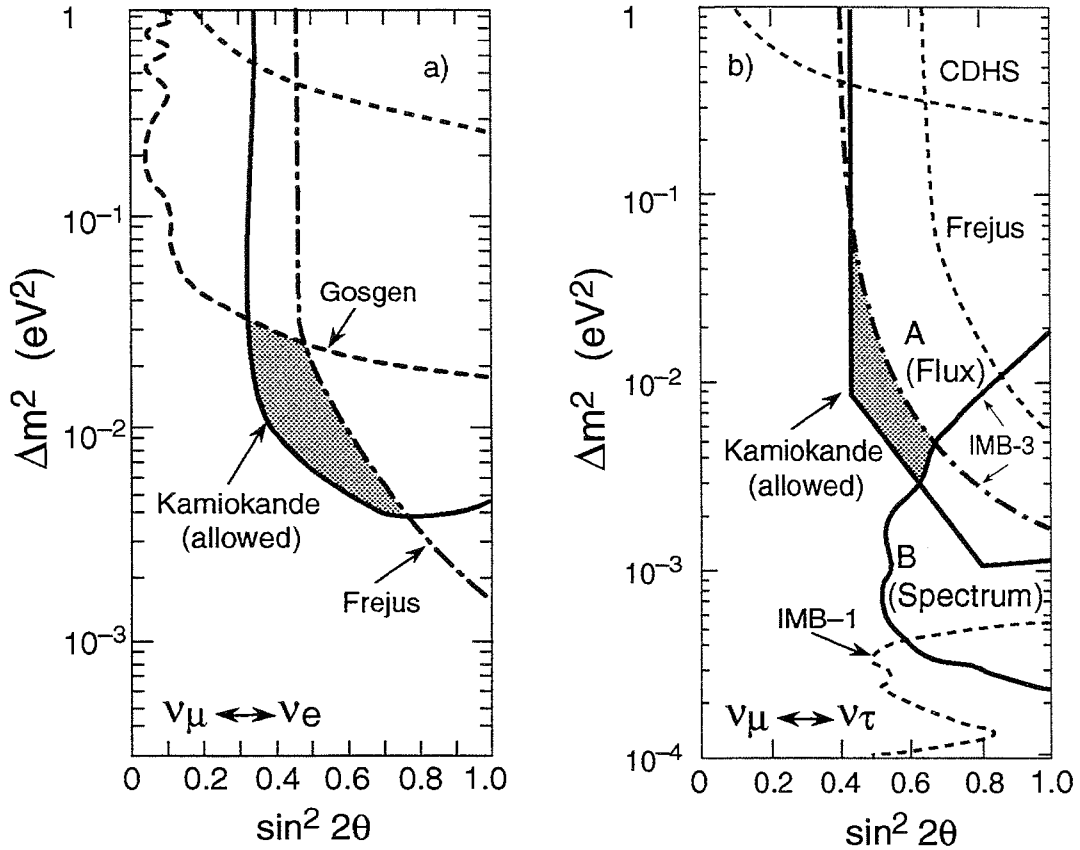 1
10⁻¹
10⁻²
10⁻³
Δm² (eV²)
a)
Gosgen
Kamiokande
(allowed)
Frejus
νμ ↔ νe
0 0.2 0.4 0.6 0.8 1.0
sin² 2θ
1
10⁻¹
10⁻²
10⁻³
10⁻⁴
Δm² (eV²)
b)
CDHS
Frejus
A
(Flux)
Kamiokande
(allowed)
IMB-3
B
(Spectrum)
IMB–1
νμ ↔ ντ
0 0.2 0.4 0.6 0.8 1.0
sin² 2θ